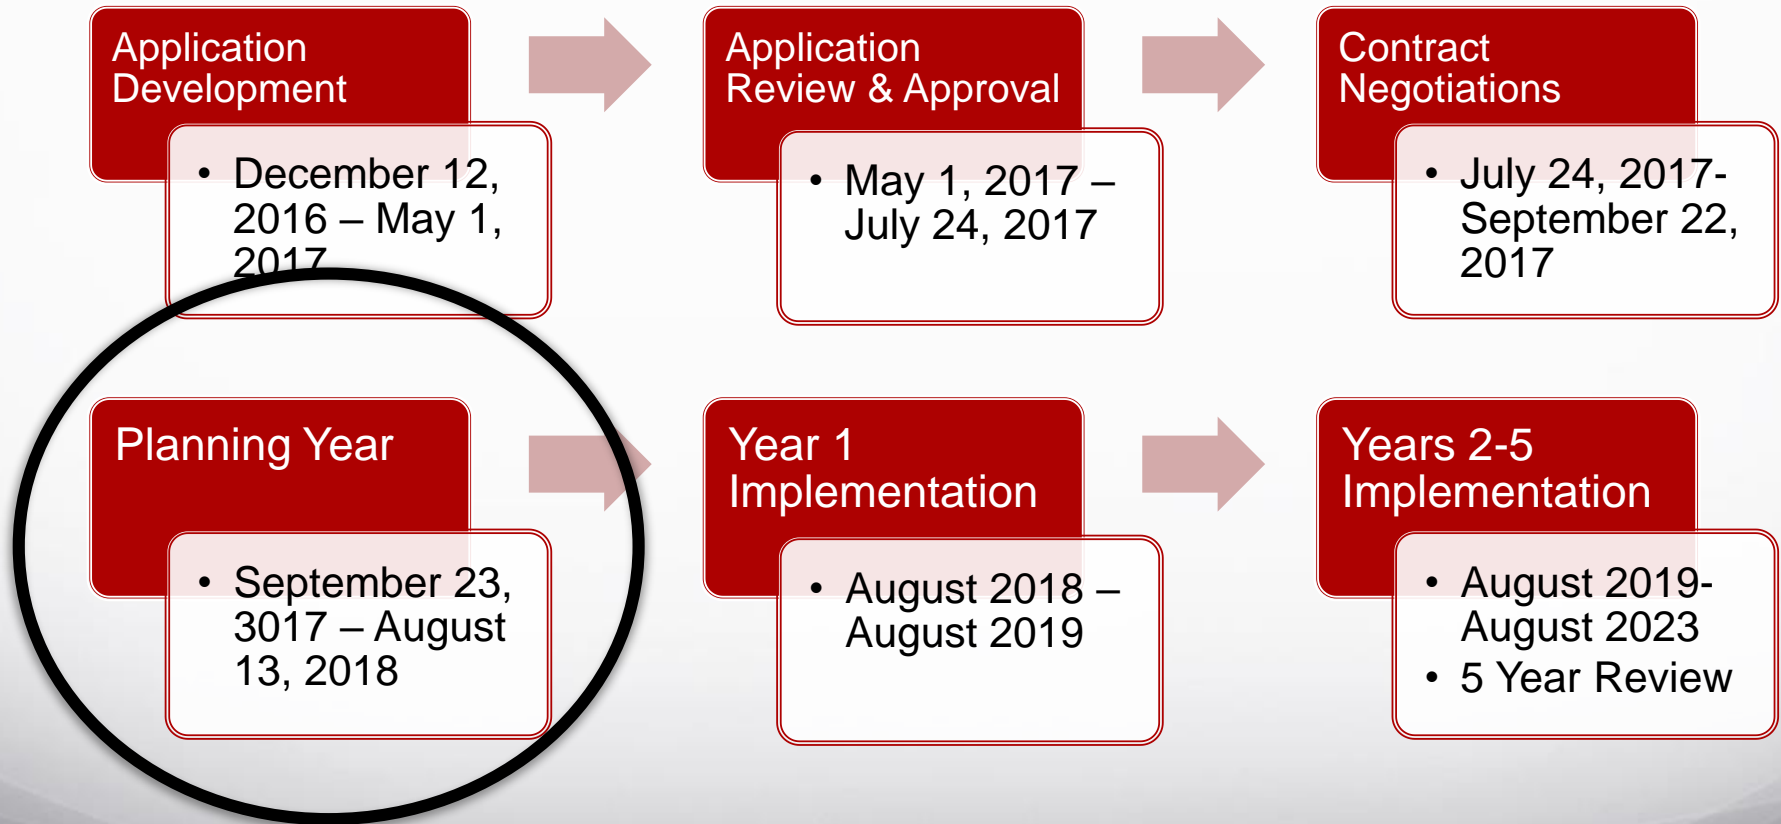 Application
Development
• December 12,
2016 – May 1,
2017
Application
Review & Approval
• May 1, 2017 –
July 24, 2017
Contract
Negotiations
• July 24, 2017-
September 22,
2017
Planning Year
• September 23,
3017 – August
13, 2018
Year 1
Implementation
• August 2018 –
August 2019
Years 2-5
Implementation
• August 2019-
August 2023
• 5 Year Review